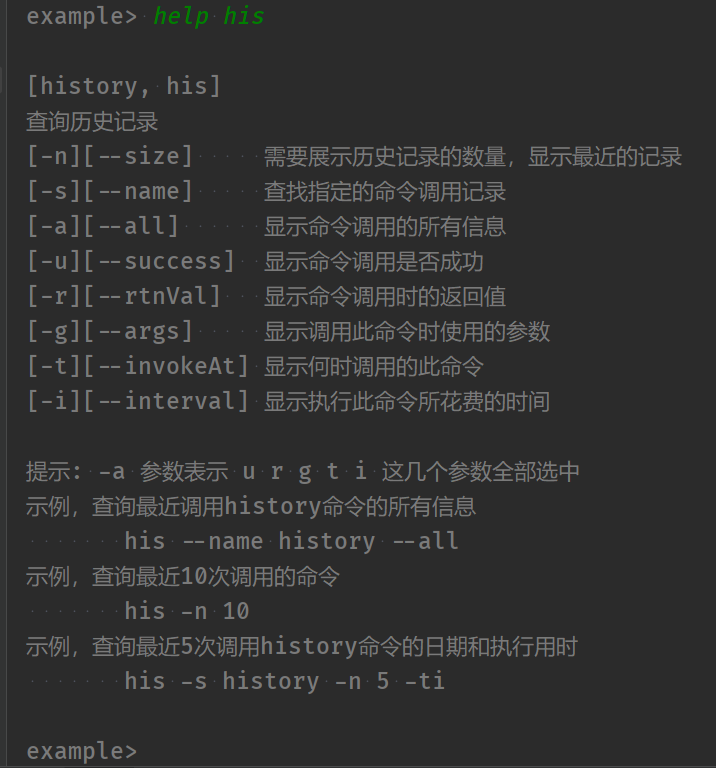 example> help his
[history, his]
查询历史记录
[-n][--size]      需要展示历史记录的数量，显示最近的记录
[-s][--name]      查找指定的命令调用记录
[-a][--all]       显示命令调用的所有信息
[-u][--success]   显示命令调用是否成功
[-r][--rtnVal]    显示命令调用时的返回值
[-g][--args]      显示调用此命令时使用的参数
[-t][--invokeAt]  显示何时调用的此命令
[-i][--interval]  显示执行此命令所花费的时间
提示: -a 参数表示 u r g t i 这几个参数全部选中
示例，查询最近调用history命令的所有信息
       his --name history --all
示例，查询最近10次调用的命令
       his -n 10
示例，查询最近5次调用history命令的日期和执行用时
       his -s history -n 5 -ti
example>